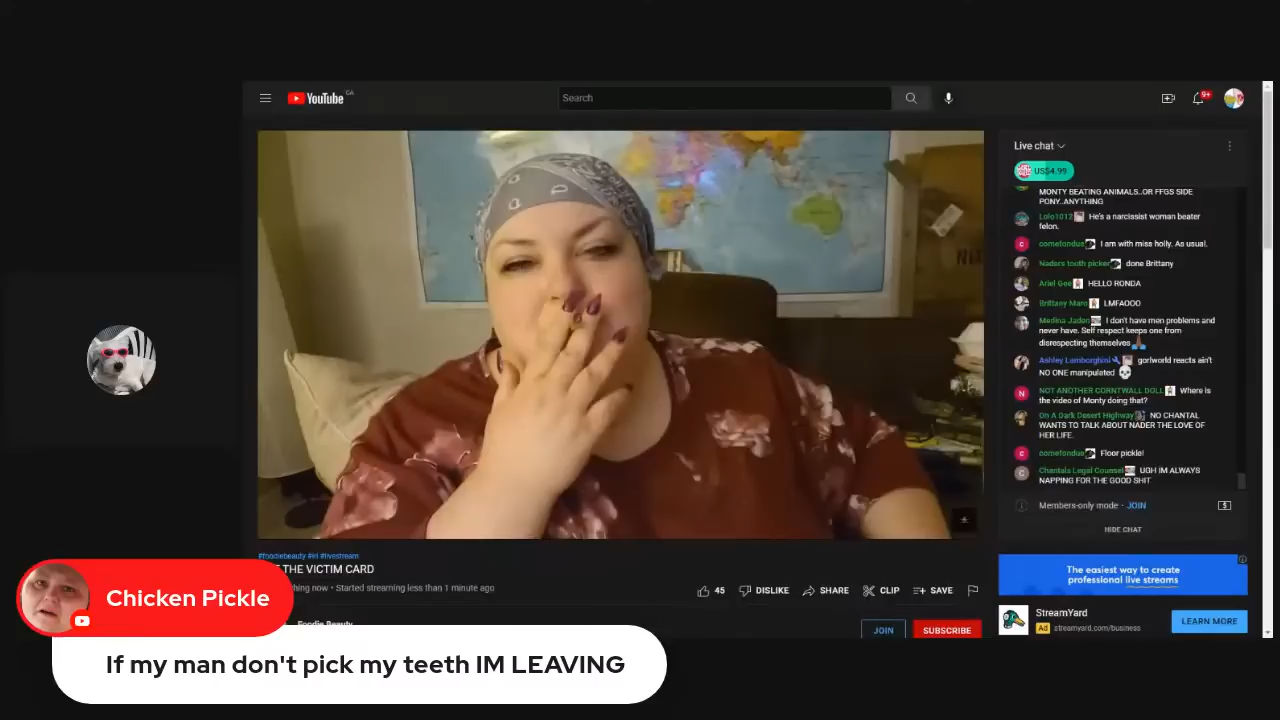 YouTube CA
Search
9+
Live chat
US$4.99
MONTY BEATING ANIMALS..OR FFGS SIDE
PONY..ANYTHING
Lolo1012 He's a narcissist woman beater
felon.
comefondue I am with miss holly. As usual.
Naders tooth picker done Brittany
Ariel Gee HELLO RONDA
Brittany Maro LMFAOOO
Medina Jaden I don't have men problems and
never have. Self respect keeps one from
disrespecting themselves
Ashley Lamborghini gorlworld reacts ain't
NO ONE manipulated
NOT ANOTHER CORNTWALL DOLL Where is
the video of Monty doing that?
On A Dark Desert Highway NO CHANTAL
WANTS TO TALK ABOUT NADER THE LOVE OF
HER LIFE.
comefondue Floor pickle!
Chantals Legal Counsel UGH IM ALWAYS
NAPPING FOR THE GOOD SHIT
Members-only mode - JOIN
HIDE CHAT
#foodiebeauty #irl #livestream
THE VICTIM CARD
hing now • Started streaming less than 1 minute ago
45 DISLIKE SHARE CLIP SAVE
Foodie Beauty
JOIN SUBSCRIBE
The easiest way to create
professional live streams
StreamYard
Ad streamyard.com/business
LEARN MORE
Chicken Pickle
If my man don't pick my teeth IM LEAVING